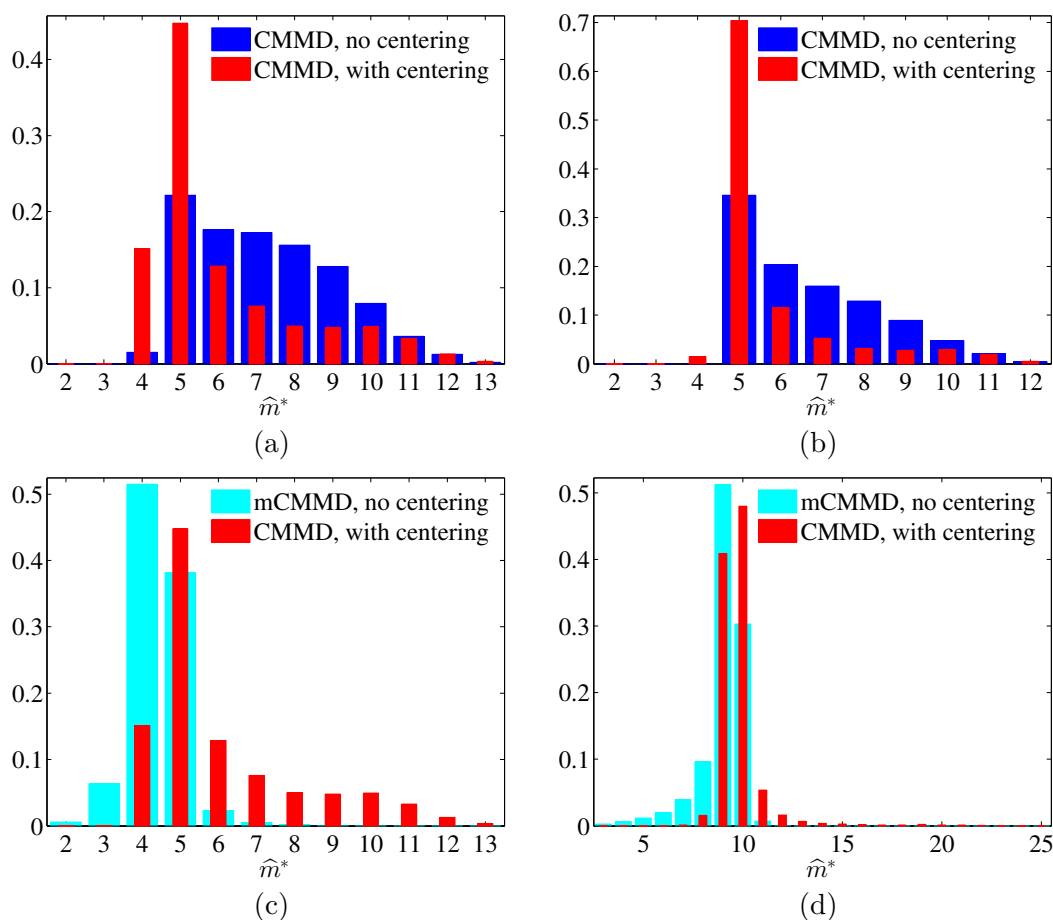 CMMD, no centering
CMMD, with centering
0.4
0.3
0.2
0.1
0
2 3 4 5 6 7 8 9 10 11 12 13
m̂*
(a)
CMMD, no centering
CMMD, with centering
0.7
0.6
0.5
0.4
0.3
0.2
0.1
0
2 3 4 5 6 7 8 9 10 11 12
m̂*
(b)
mCMMD, no centering
CMMD, with centering
0.5
0.4
0.3
0.2
0.1
0
2 3 4 5 6 7 8 9 10 11 12 13
m̂*
(c)
mCMMD, no centering
CMMD, with centering
0.5
0.4
0.3
0.2
0.1
0
5 10 15 20 25
m̂*
(d)